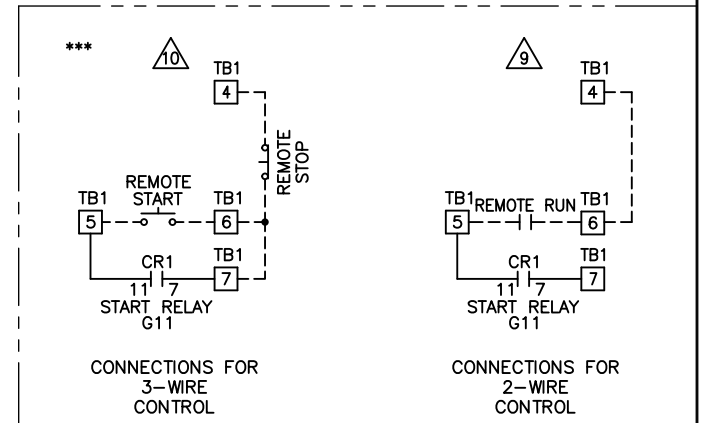 ***
10
TB1
4
REMOTE
STOP
REMOTE
START
TB1
5
TB1
6
TB1
7
CR1
11 7
START RELAY
G11
CONNECTIONS FOR
3-WIRE
CONTROL
9
TB1
4
TB1
5
REMOTE RUN
TB1
6
TB1
7
CR1
11 7
START RELAY
G11
CONNECTIONS FOR
2-WIRE
CONTROL